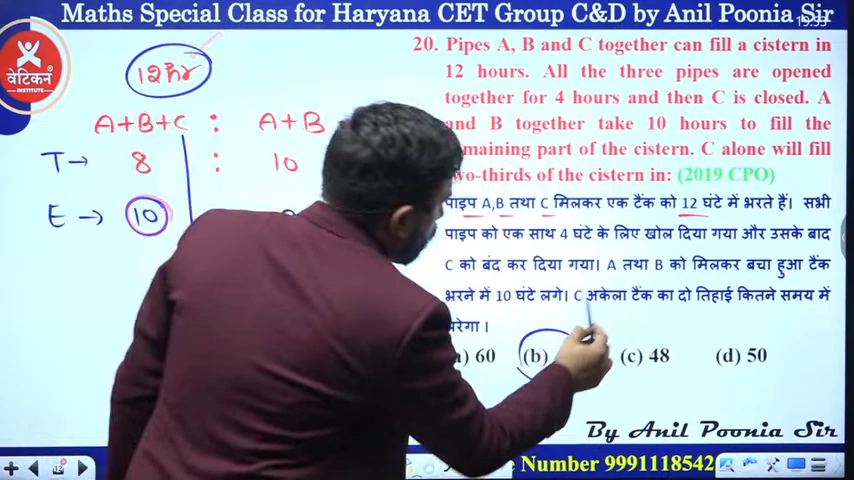 Maths Special Class for Haryana CET Group C&D by Anil Poonia Sir
वेटिकन
INSTITUTE
12hr
A+B+C : A+B
T→ 8 : 10
E → 10
20. Pipes A, B and C together can fill a cistern in
12 hours. All the three pipes are opened
together for 4 hours and then C is closed. A
and B together take 10 hours to fill the
remaining part of the cistern. C alone will fill
two-thirds of the cistern in: (2019 CPO)
पाइप A,B तथा C मिलकर एक टैंक को 12 घंटे में भरते हैं। सभी
पाइप को एक साथ 4 घंटे के लिए खोल दिया गया और उसके बाद
C को बंद कर दिया गया। A तथा B को मिलकर बचा हुआ टैंक
भरने में 10 घंटे लगे। C अकेला टैंक का दो तिहाई कितने समय में
भरेगा ।
(a) 60 (b) (c) 48 (d) 50
By Anil Poonia Sir
Number 9991118542